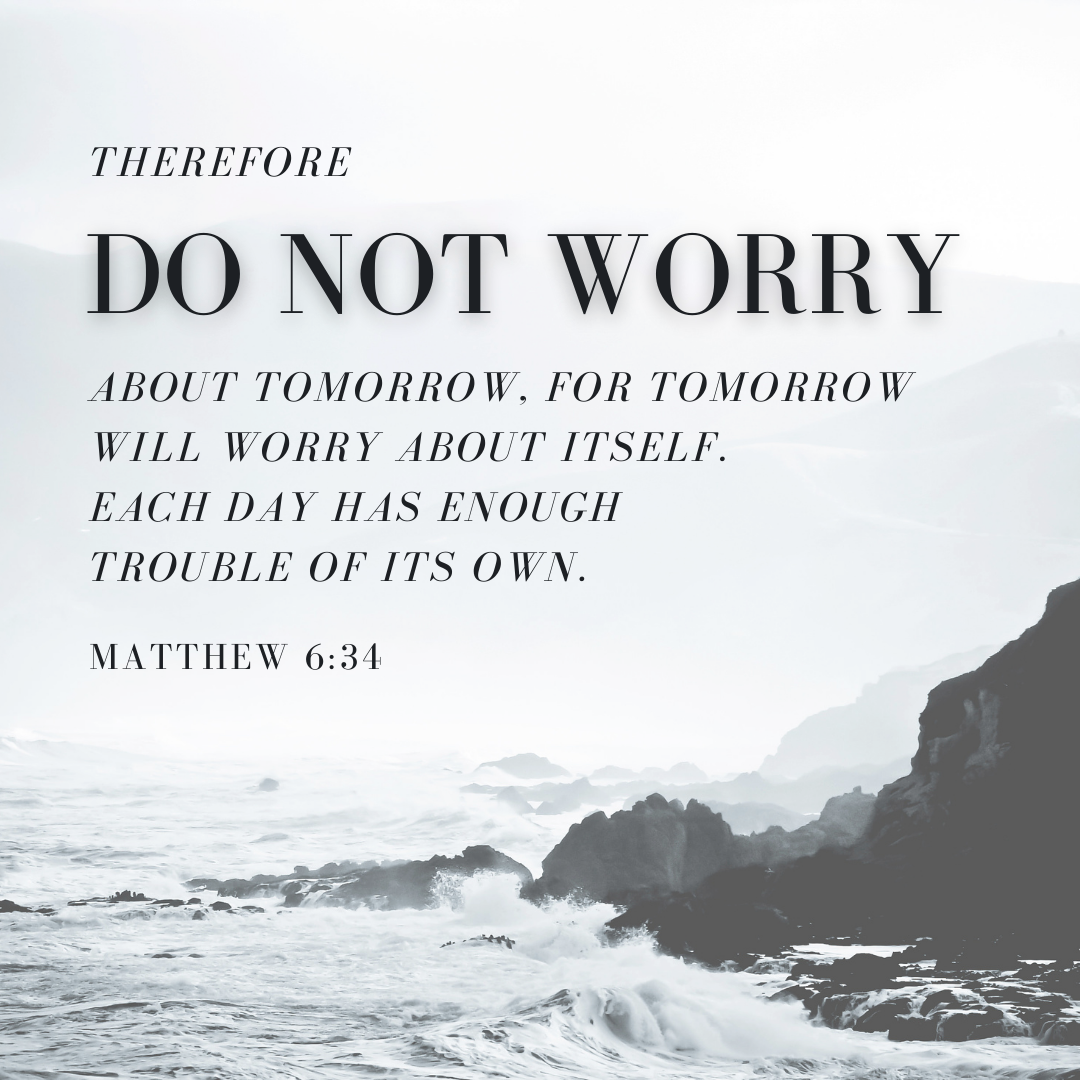 THEREFORE
DO NOT WORRY
ABOUT TOMORROW, FOR TOMORROW
WILL WORRY ABOUT ITSELF.
EACH DAY HAS ENOUGH
TROUBLE OF ITS OWN.
MATTHEW 6:34